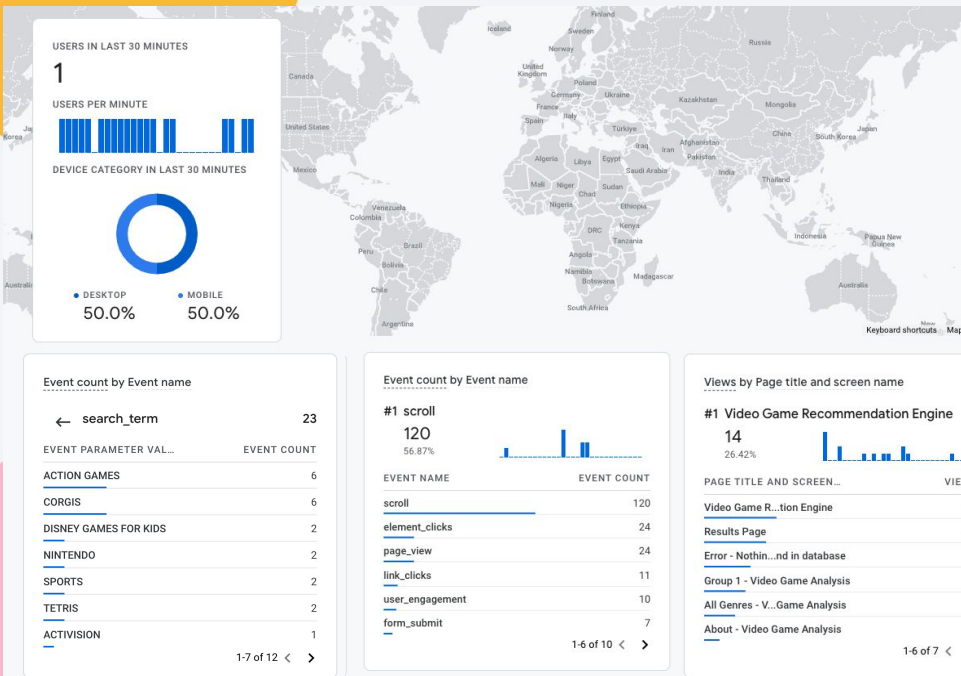 USERS IN LAST 30 MINUTES
1
USERS PER MINUTE
DEVICE CATEGORY IN LAST 30 MINUTES
DESKTOP
50.0%
MOBILE
50.0%
Iceland
Finland
Sweden
Norway
Russia
Canada
United Kingdom
Poland
Germany
Ukraine
France
Kazakhstan
Mongolia
Spain
Italy
Türkiye
China
Japan
South Korea
United States
Korea
Iraq
Iran
Afghanistan
Pakistan
Algeria
Libya
Egypt
Saudi Arabia
India
Thailand
Mexico
Mali
Niger
Chad
Sudan
Nigeria
Ethiopia
Venezuela
Colombia
DRC
Kenya
Tanzania
Indonesia
Papua New Guinea
Peru
Brazil
Bolivia
Angola
Namibia
Botswana
Madagascar
Australia
Chile
South Africa
Argentina
New
Keyboard shortcuts
Map
Event count by Event name
search_term 23
EVENT PARAMETER VAL... EVENT COUNT
ACTION GAMES 6
CORGIS 6
DISNEY GAMES FOR KIDS 2
NINTENDO 2
SPORTS 2
TETRIS 2
ACTIVISION 1
1-7 of 12
Event count by Event name
#1 scroll
120
56.87%
EVENT NAME EVENT COUNT
scroll 120
element_clicks 24
page_view 24
link_clicks 11
user_engagement 10
form_submit 7
1-6 of 10
Views by Page title and screen name
#1 Video Game Recommendation Engine
14
26.42%
PAGE TITLE AND SCREEN... VIE
Video Game R...tion Engine
Results Page
Error - Nothin...nd in database
Group 1 - Video Game Analysis
All Genres - V...Game Analysis
About - Video Game Analysis
1-6 of 7